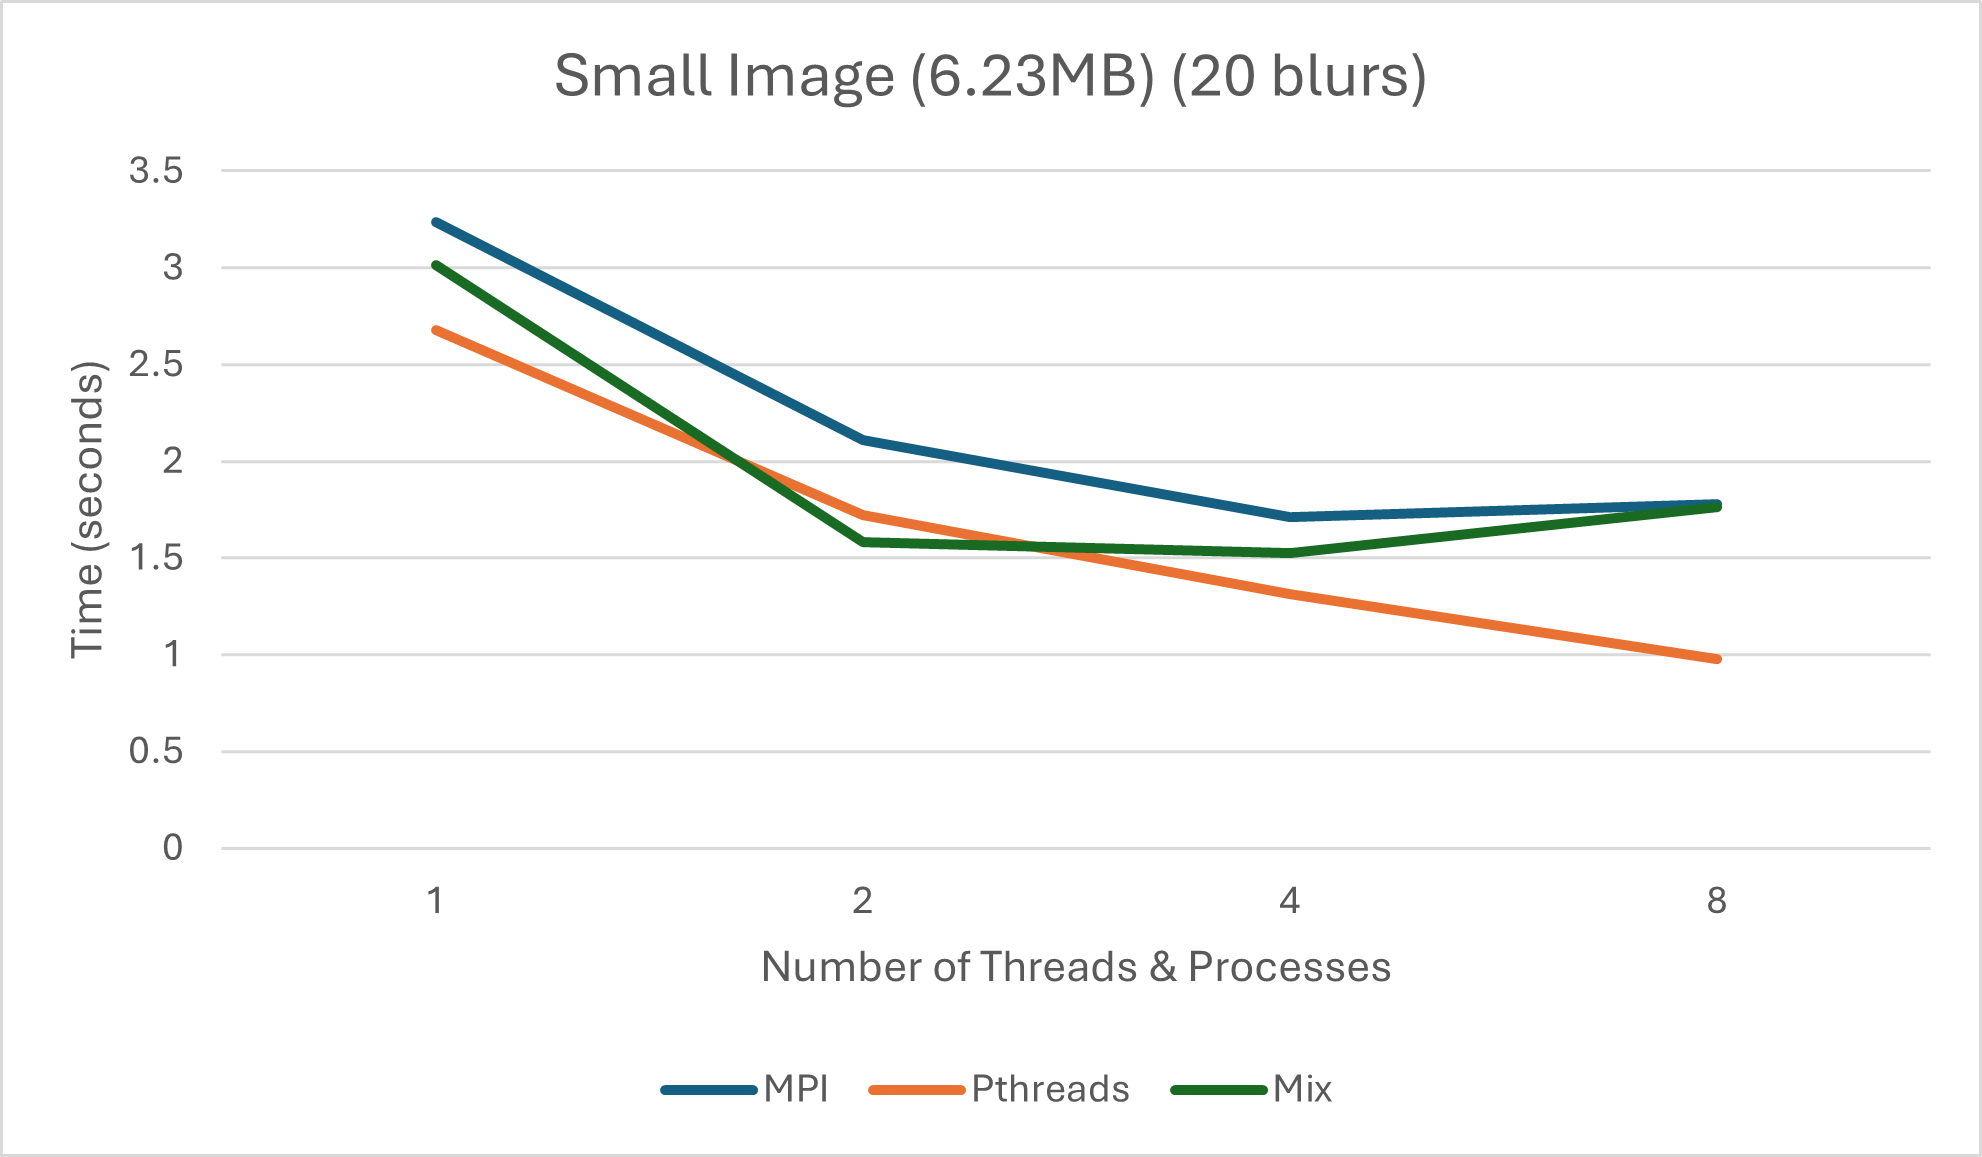 Small Image (6.23MB) (20 blurs)
3.5
3
2.5
2
1.5
1
0.5
0
Time (seconds)
1 2 4 8
Number of Threads & Processes
MPI Pthreads Mix